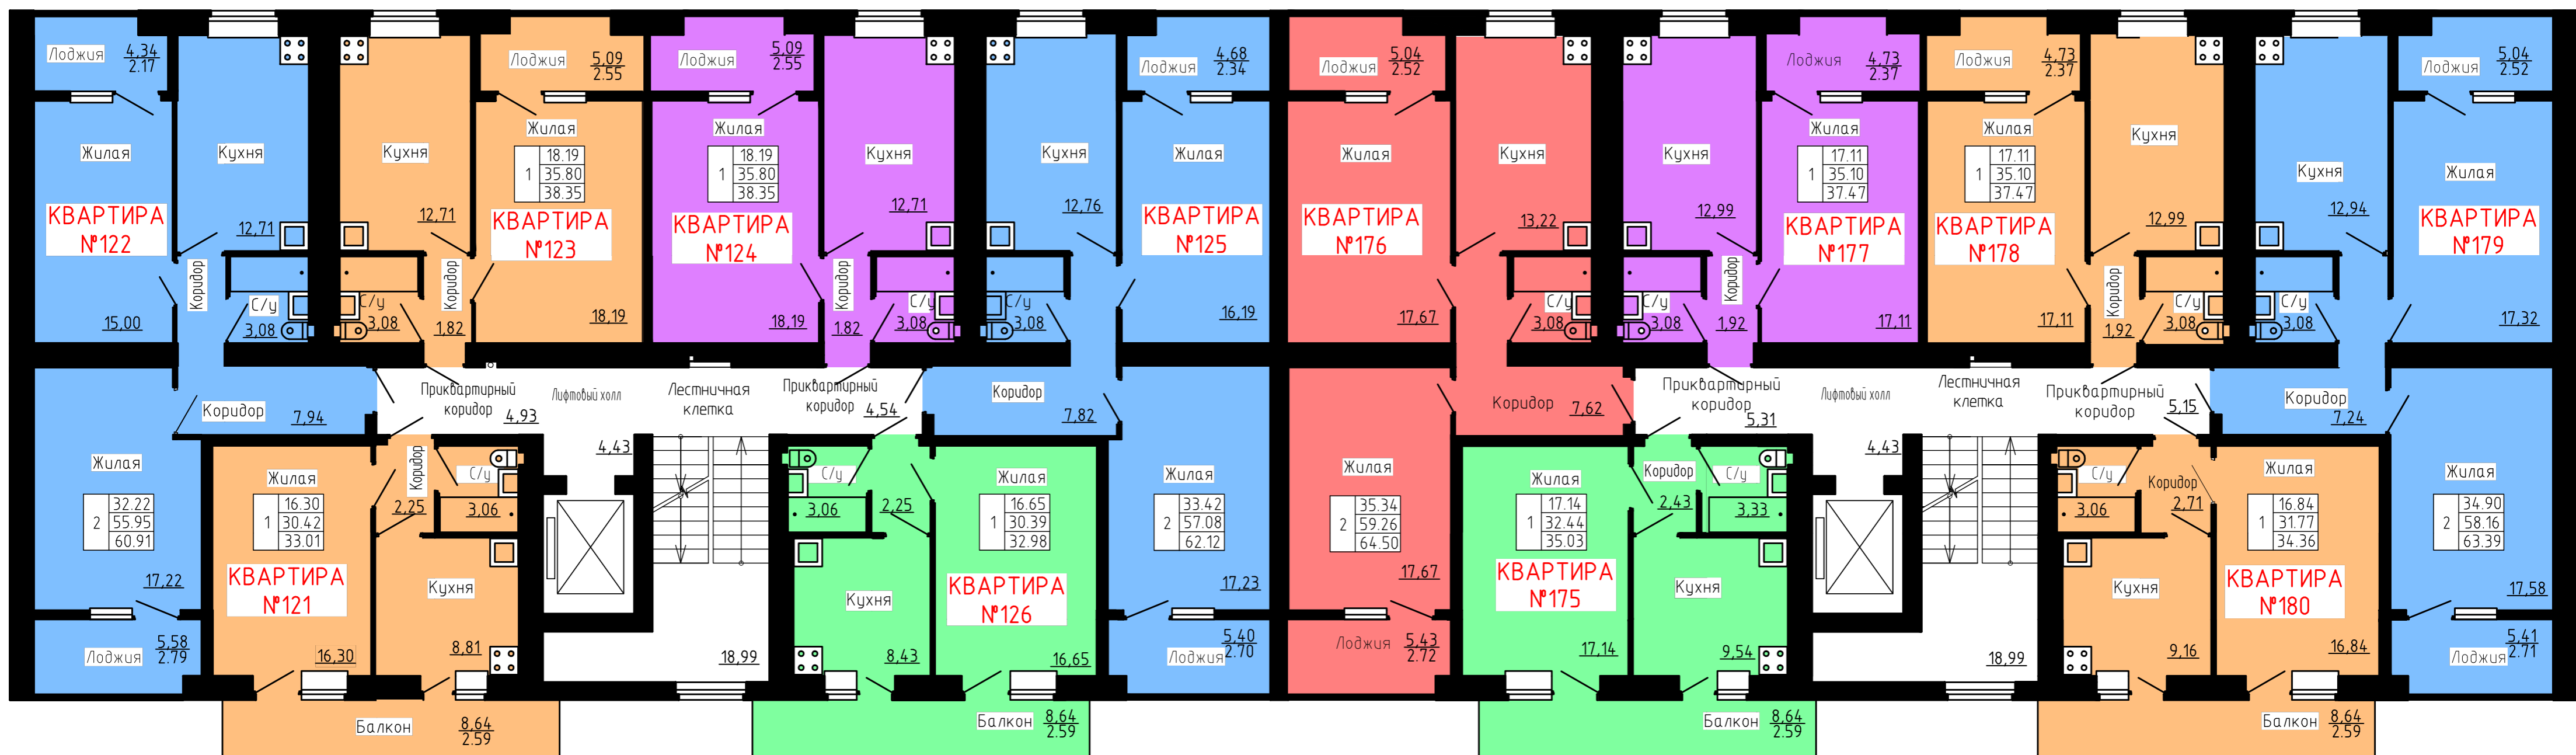 Лоджия
4,34
2.17
Кухня
Жилая
КВАРТИРА
№122
12,71
15,00
Коридор
С/у
3,08
Кухня
12,71
Лоджия
5,09
2.55
Жилая
1
18.19
35.80
38.35
КВАРТИРА
№123
С/у
3,08
Коридор
1,82
18,19
Лоджия
5,09
2.55
Жилая
1
18.19
35.80
38.35
КВАРТИРА
№124
18,19
Кухня
12,71
Коридор
1,82
С/у
3,08
Кухня
12,76
Лоджия
4,68
2.34
Жилая
КВАРТИРА
№125
С/у
3,08
16,19
Лоджия
5,04
2.52
Жилая
КВАРТИРА
№176
17,67
Кухня
13,22
С/у
3,08
Кухня
12,99
Лоджия
4,73
2.37
Жилая
1
17.11
35.10
37.47
КВАРТИРА
№177
С/у
3,08
Коридор
1,92
17,11
Лоджия
4,73
2.37
Жилая
1
17.11
35.10
37.47
КВАРТИРА
№178
17,11
Кухня
12,99
Коридор
1,92
С/у
3,08
Кухня
12,94
Лоджия
5,04
2.52
Жилая
КВАРТИРА
№179
С/у
3,08
17,32
Коридор
7,94
Приквартирный
коридор
4,93
Лифтовый холл
4,43
Лестничная
клетка
Приквартирный
коридор
4,54
Коридор
7,82
Коридор
7,62
Приквартирный
коридор
5,31
Лифтовый холл
4,43
Лестничная
клетка
Приквартирный
коридор
5,15
Коридор
7,24
Жилая
2
32.22
55.95
60.91
17,22
Лоджия
5,58
2.79
Жилая
1
16.30
30.42
33.01
КВАРТИРА
№121
16,30
Коридор
2,25
С/у
3,06
Кухня
8,81
Балкон
8,64
2.59
18,99
С/у
3,06
2,25
Кухня
8,43
Жилая
1
16.65
30.39
32.98
КВАРТИРА
№126
16,65
Балкон
8,64
2.59
Жилая
2
33.42
57.08
62.12
17,23
Лоджия
5,40
2.70
Жилая
2
35.34
59.26
64.50
17,67
Лоджия
5,43
2.72
Жилая
1
17.14
32.44
35.03
КВАРТИРА
№175
17,14
Коридор
2,43
С/у
3,33
Кухня
9,54
Балкон
8,64
2.59
18,99
С/у
3,06
Коридор
2,71
Кухня
9,16
Жилая
1
16.84
31.77
34.36
КВАРТИРА
№180
16,84
Балкон
8,64
2.59
Жилая
2
34.90
58.16
63.39
17,58
Лоджия
5,41
2.71